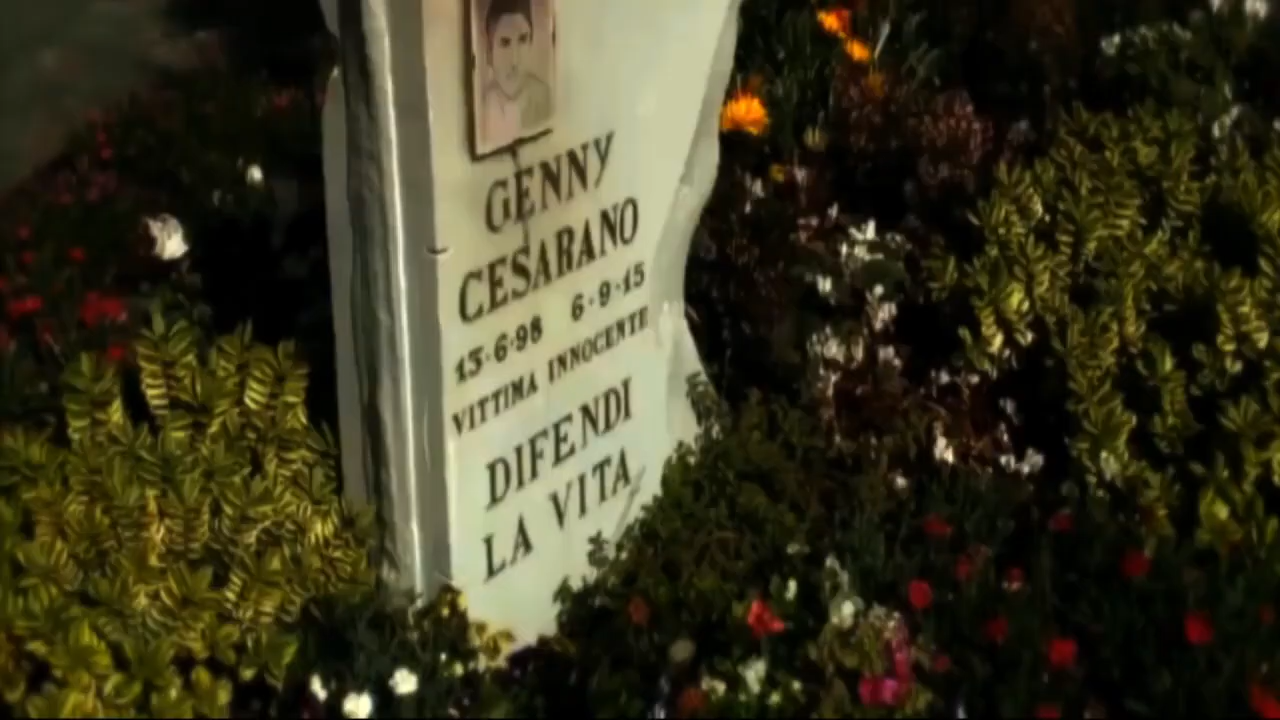 GENNY
CESARANO
13·6·98 6·9·15
VITTIMA INNOCENTE
DIFENDI
LA VITA